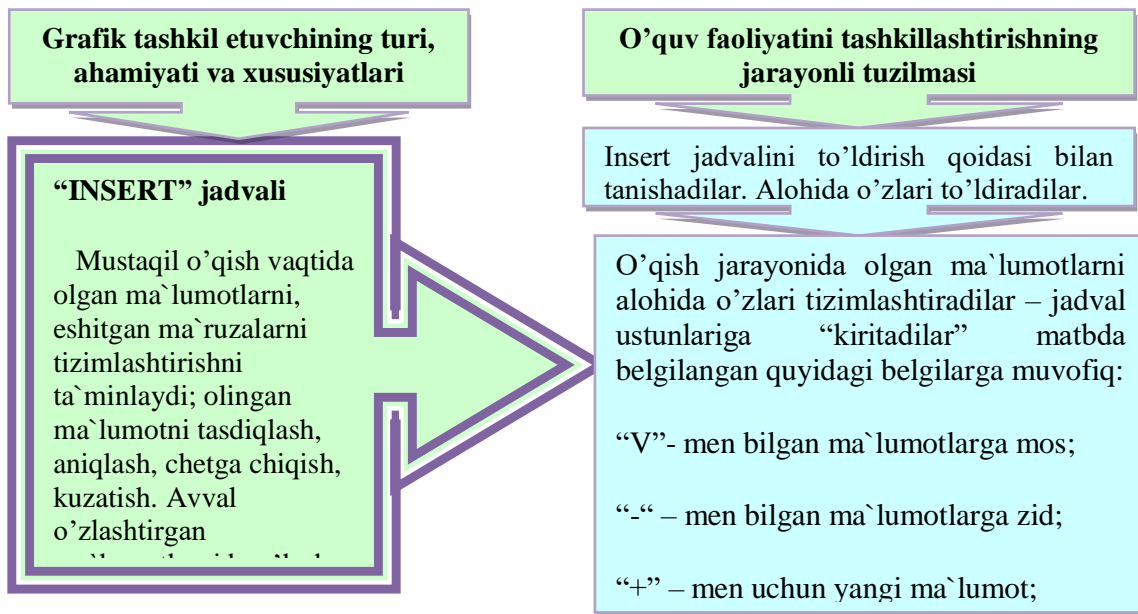 Grafik tashkil etuvchining turi,
ahamiyati va xususiyatlari
“INSERT” jadvali
Mustaqil o’qish vaqtida
olgan ma`lumotlarni,
eshitgan ma`ruzalarni
tizimlashtirishni
ta`minlaydi; olingan
ma`lumotni tasdiqlash,
aniqlash, chetga chiqish,
kuzatish. Avval
o’zlashtirgan
O’quv faoliyatini tashkillashtirishning
jarayonli tuzilmasi
Insert jadvalini to’ldirish qoidasi bilan
tanishadilar. Alohida o’zlari to’ldiradilar.
O’qish jarayonida olgan ma`lumotlarni
alohida o’zlari tizimlashtiradilar – jadval
ustunlariga “kiritadilar” matbda
belgilangan quyidagi belgilarga muvofiq:
“V”- men bilgan ma`lumotlarga mos;
“-“ – men bilgan ma`lumotlarga zid;
“+” – men uchun yangi ma`lumot;